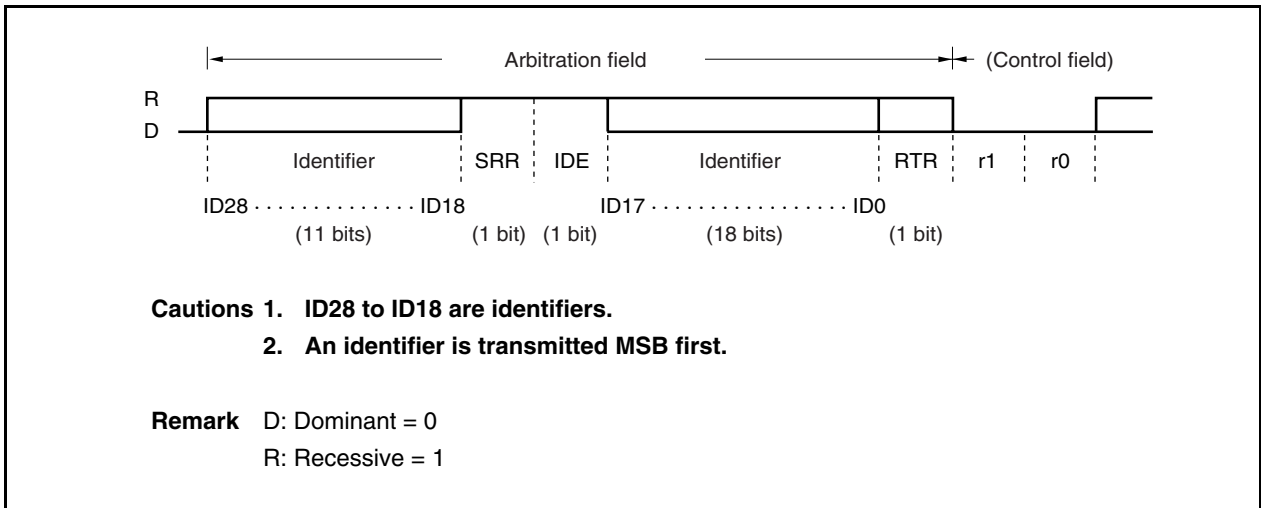 Arbitration field (Control field)
R
D
Identifier SRR IDE Identifier RTR r1 r0
ID28 · · · · · · · · · · · · · · ID18 ID17 · · · · · · · · · · · · · · · · · ID0
(11 bits) (1 bit) (1 bit) (18 bits) (1 bit)
Cautions 1. ID28 to ID18 are identifiers.
2. An identifier is transmitted MSB first.
Remark D: Dominant = 0
R: Recessive = 1